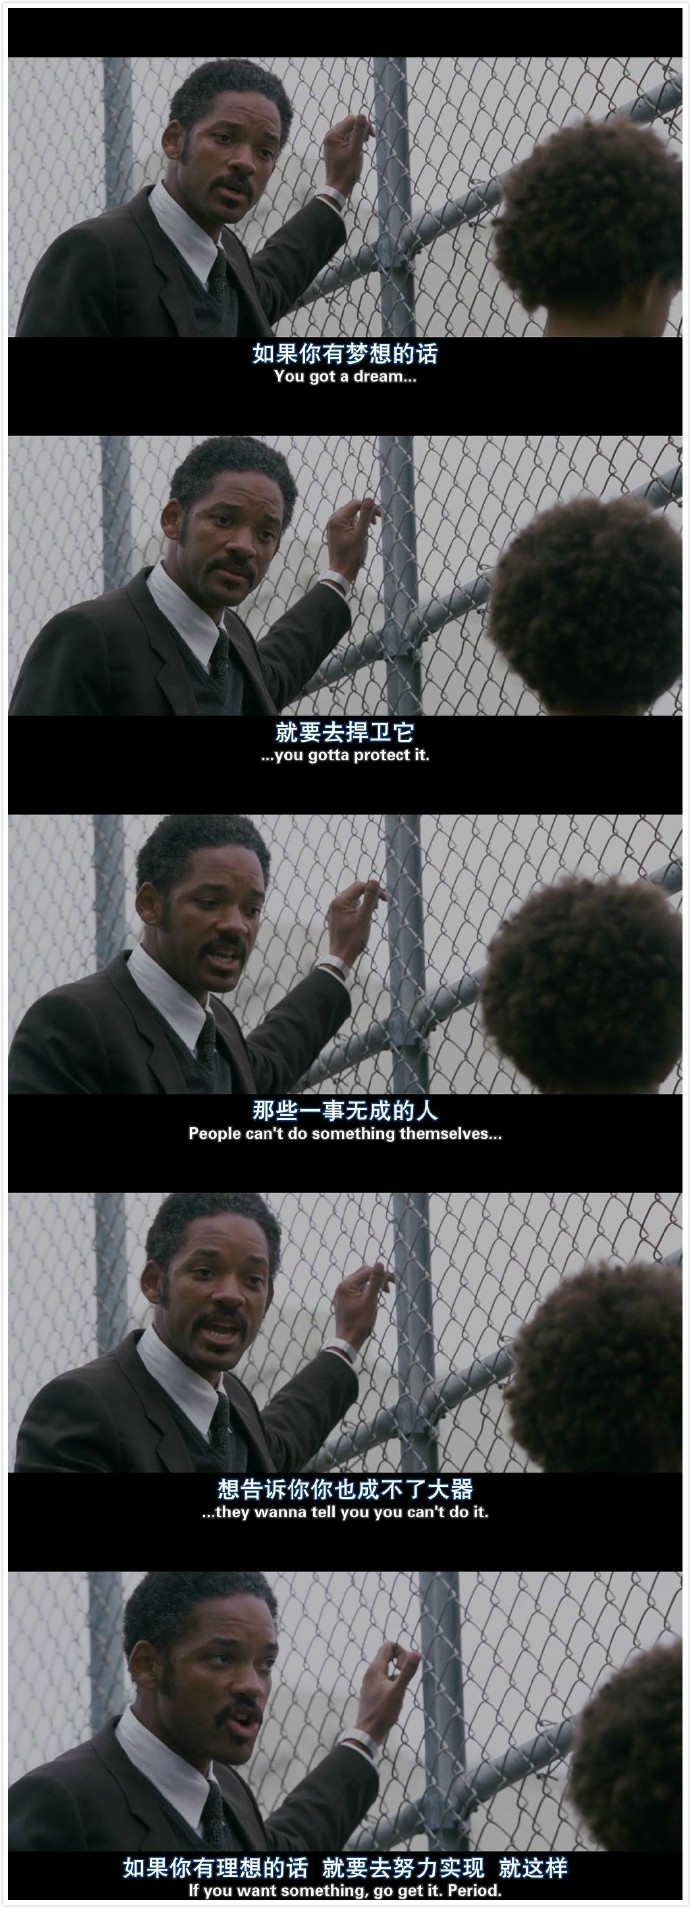 如果你有梦想的话
You got a dream...
就要去捍卫它
...you gotta protect it.
那些一事无成的人
People can't do something themselves...
想告诉你你也成不了大器
...they wanna tell you you can't do it.
如果你有理想的话 就要去努力实现 就这样
If you want something, go get it. Period.